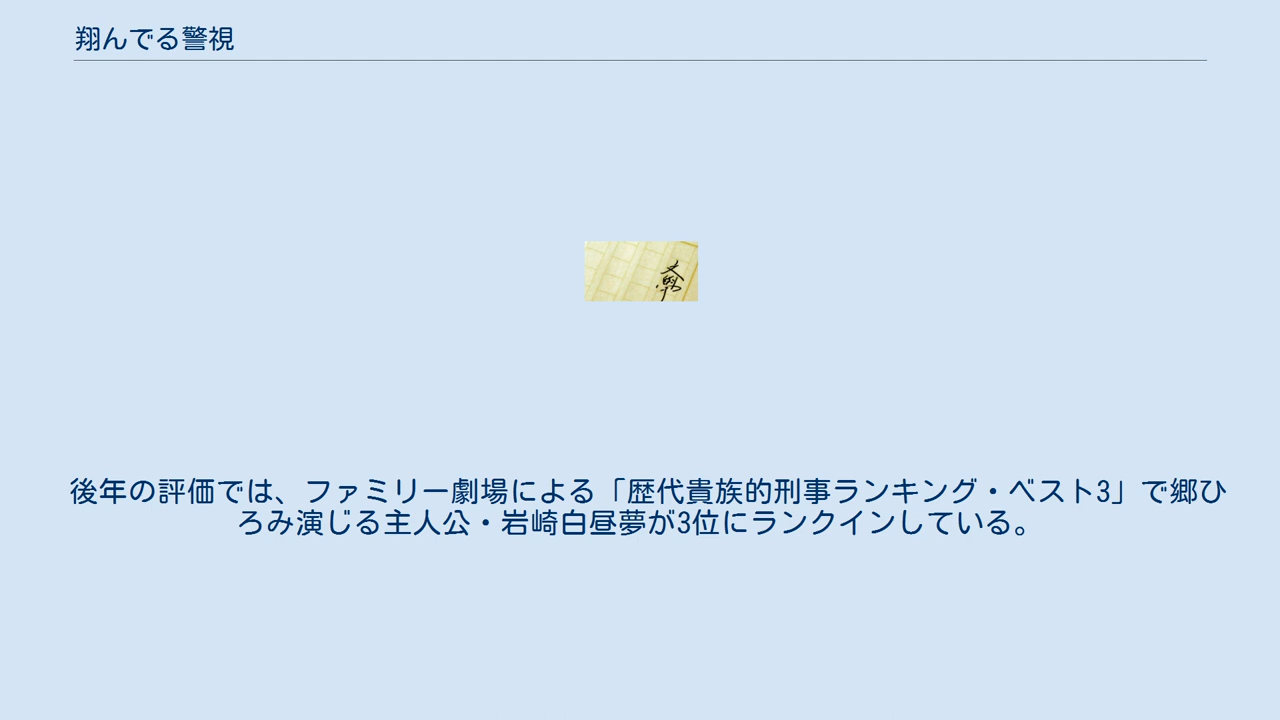 翔んでる警視
後年の評価では、ファミリー劇場による「歴代貴族的刑事ランキング・ベスト3」で郷ひ
ろみ演じる主人公・岩崎白昼夢が3位にランクインしている。